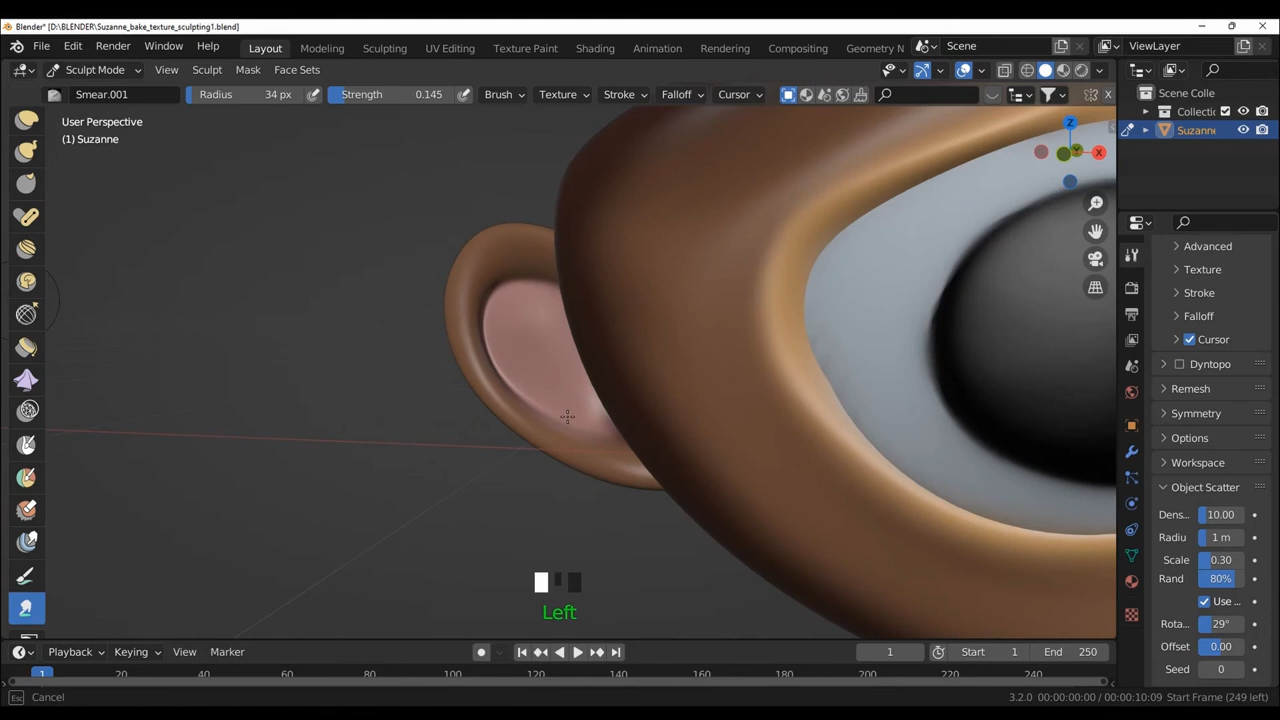 Blender* [D:\BLENDER\Suzanne_bake_texture_sculpting1.blend]
File Edit Render Window Help Layout Modeling Sculpting UV Editing Texture Paint Shading Animation Rendering Compositing Geometry N Scene ViewLayer
Sculpt Mode View Sculpt Mask Face Sets
Smear.001 Radius 34 px Strength 0.145 Brush Texture Stroke Falloff Cursor X
Scene Colle
Collectic
Suzanne
User Perspective
(1) Suzanne
Z
Y
X
Advanced
Texture
Stroke
Falloff
Cursor
Dyntopo
Remesh
Symmetry
Options
Workspace
Object Scatter
Dens... 10.00
Radiu 1 m
Scale 0.30
Rand 80%
Use ...
Rota... 29°
Offset 0.00
Seed 0
Left
Playback Keying View Marker 1 Start 1 End 250
1 20 40 60 80 100 120 140 160 180 200 220 240
Esc Cancel 3.2.0 00:00:00:00 / 00:00:10:09 Start Frame (249 left)